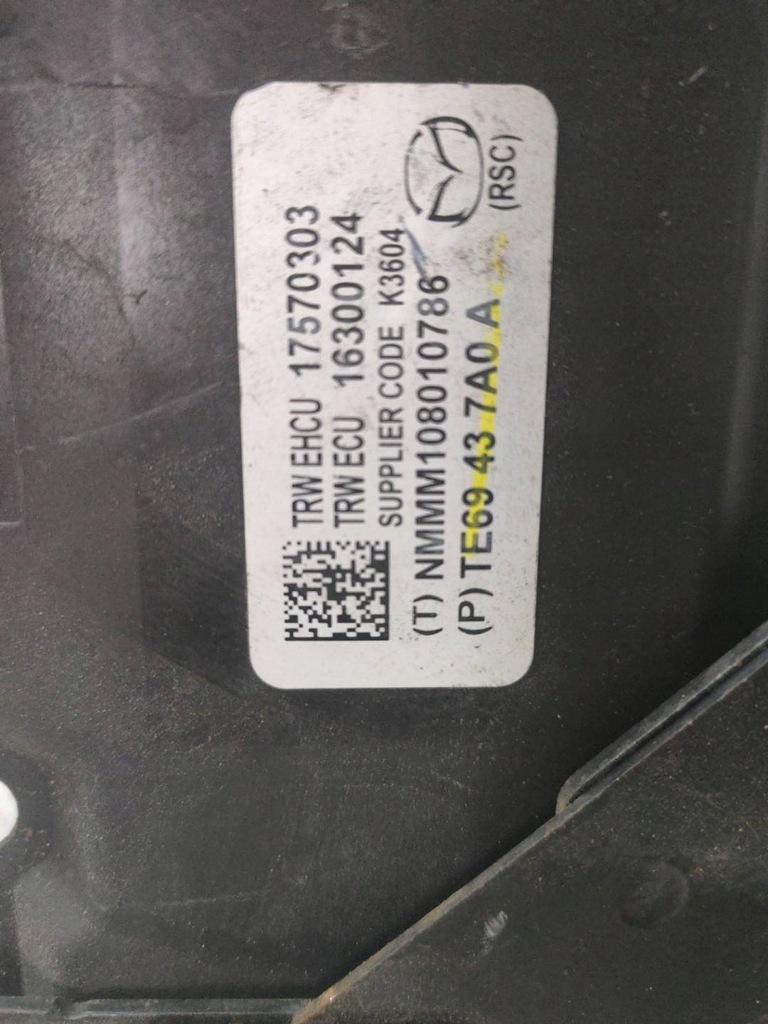 TRW EHCU 17570303
TRW ECU 16300124
SUPPLIER CODE K3604
(T) NMMM108010786
(P) TE69 43 7A0 A
(RSC)